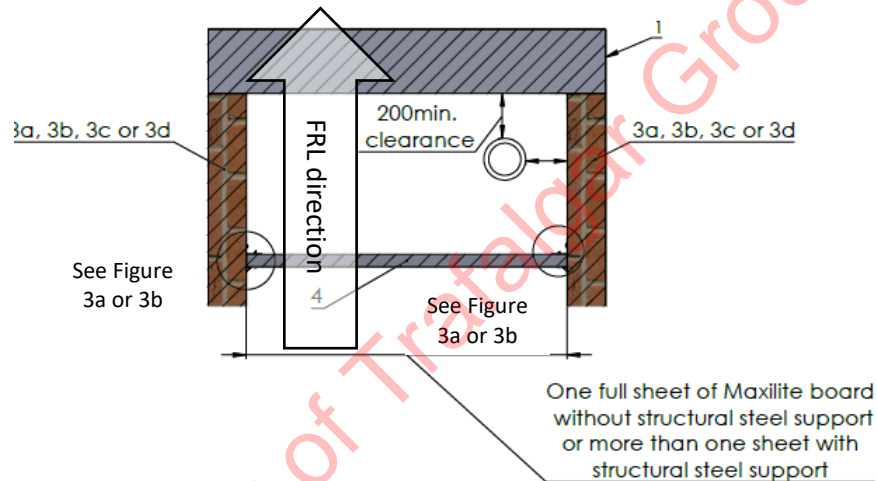 1
200min.
clearance
3a, 3b, 3c or 3d
3a, 3b, 3c or 3d
FRL direction
See Figure
3a or 3b
4
See Figure
3a or 3b
One full sheet of Maxilite board
without structural steel support
or more than one sheet with
structural steel support
of Trafalgar Gro